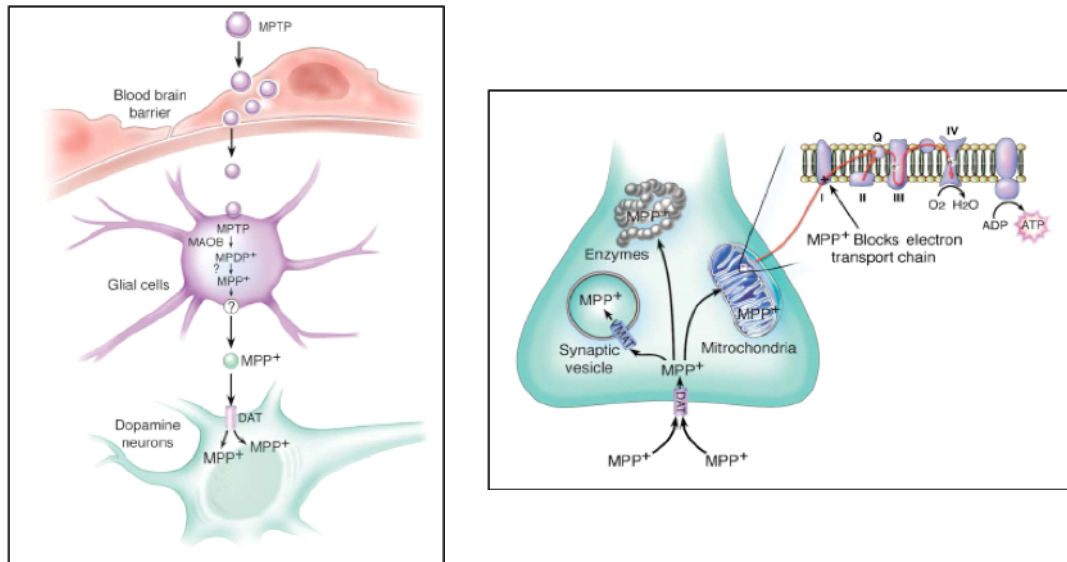 MPTP
Blood brain
barrier
MPTP
MAOB
MPDP+
?
MPP+
Glial cells
?
MPP+
DAT
Dopamine
neurons
MPP+
MPP+
MPP+
Enzymes
MPP+
VMAT
Synaptic
vesicle
MPP+
MPP+
Mitrochondria
DAT
MPP+
MPP+
Q
IV
I
II
III
O2
H2O
ADP
ATP
MPP+ Blocks electron
transport chain